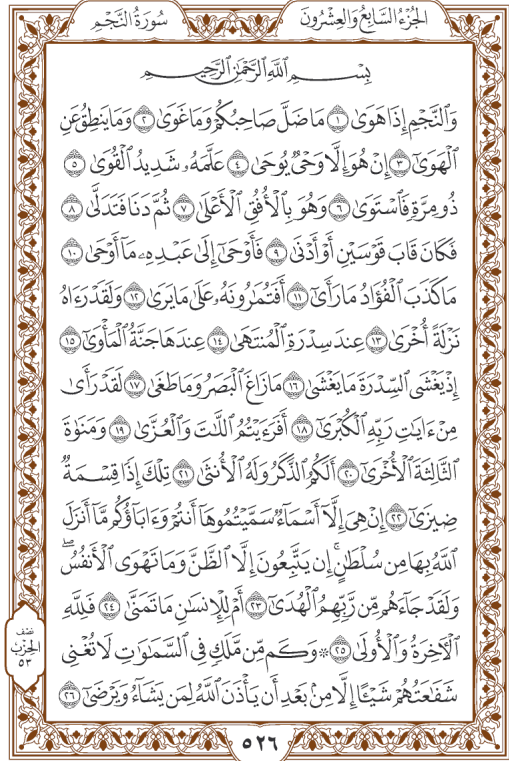 سُورَةُ النَّجْمِ
الجُزْءُ السَّابِعُ وَالعِشْرُونَ
بِسْمِ اللَّهِ الرَّحْمَٰنِ الرَّحِيمِ
وَٱلنَّجْمِ إِذَا هَوَىٰ ١ مَا ضَلَّ صَاحِبُكُمْ وَمَا غَوَىٰ ٢ وَمَا يَنطِقُ عَنِ
ٱلْهَوَىٰٓ ٣ إِنْ هُوَ إِلَّا وَحْىٌ يُوحَىٰ ٤ عَلَّمَهُۥ شَدِيدُ ٱلْقُوَىٰ ٥
ذُو مِرَّةٍ فَٱسْتَوَىٰ ٦ وَهُوَ بِٱلْأُفُقِ ٱلْأَعْلَىٰ ٧ ثُمَّ دَنَا فَتَدَلَّىٰ ٨
فَكَانَ قَابَ قَوْسَيْنِ أَوْ أَدْنَىٰ ٩ فَأَوْحَىٰٓ إِلَىٰ عَبْدِهِۦ مَآ أَوْحَىٰ ١٠
مَا كَذَبَ ٱلْفُؤَادُ مَا رَأَىٰٓ ١١ أَفَتُمَٰرُونَهُۥ عَلَىٰ مَا يَرَىٰ ١٢ وَلَقَدْ رَءَاهُ
نَزْلَةً أُخْرَىٰ ١٣ عِندَ سِدْرَةِ ٱلْمُنتَهَىٰ ١٤ عِندَهَا جَنَّةُ ٱلْمَأْوَىٰٓ ١٥
إِذْ يَغْشَى ٱلسِّدْرَةَ مَا يَغْشَىٰ ١٦ مَا زَاغَ ٱلْبَصَرُ وَمَا طَغَىٰ ١٧ لَقَدْ رَأَىٰ
مِنْ ءَايَٰتِ رَبِّهِ ٱلْكُبْرَىٰٓ ١٨ أَفَرَءَيْتُمُ ٱللَّٰتَ وَٱلْعُزَّىٰ ١٩ وَمَنَوٰةَ
ٱلثَّالِثَةَ ٱلْأُخْرَىٰٓ ٢٠ أَلَكُمُ ٱلذَّكَرُ وَلَهُ ٱلْأُنثَىٰ ٢١ تِلْكَ إِذًا قِسْمَةٌ
ضِيزَىٰٓ ٢٢ إِنْ هِىَ إِلَّآ أَسْمَآءٌ سَمَّيْتُمُوهَآ أَنتُمْ وَءَابَآؤُكُم مَّآ أَنزَلَ
ٱللَّهُ بِهَا مِن سُلْطَٰنٍ ۚ إِن يَتَّبِعُونَ إِلَّا ٱلظَّنَّ وَمَا تَهْوَى ٱلْأَنفُسُ ۖ
وَلَقَدْ جَآءَهُم مِّن رَّبِّهِمُ ٱلْهُدَىٰٓ ٢٣ أَمْ لِلْإِنسَٰنِ مَا تَمَنَّىٰ ٢٤ فَلِلَّهِ
ٱلْءَاخِرَةُ وَٱلْأُولَىٰ ٢٥ ۞ وَكَم مِّن مَّلَكٍ فِى ٱلسَّمَٰوَٰتِ لَا تُغْنِى
شَفَٰعَتُهُمْ شَيْـًٔا إِلَّا مِنۢ بَعْدِ أَن يَأْذَنَ ٱللَّهُ لِمَن يَشَآءُ وَيَرْضَىٰٓ ٢٦
نصف
الحِزْب
٥٣
٥٢٦